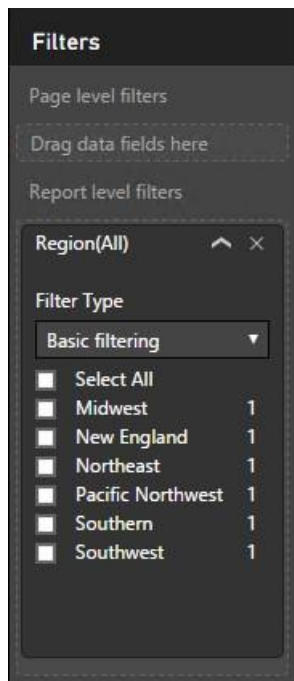 Filters
Page level filters
Drag data fields here
Report level filters
Region(All)
Filter Type
Basic filtering
Select All
Midwest 1
New England 1
Northeast 1
Pacific Northwest 1
Southern 1
Southwest 1